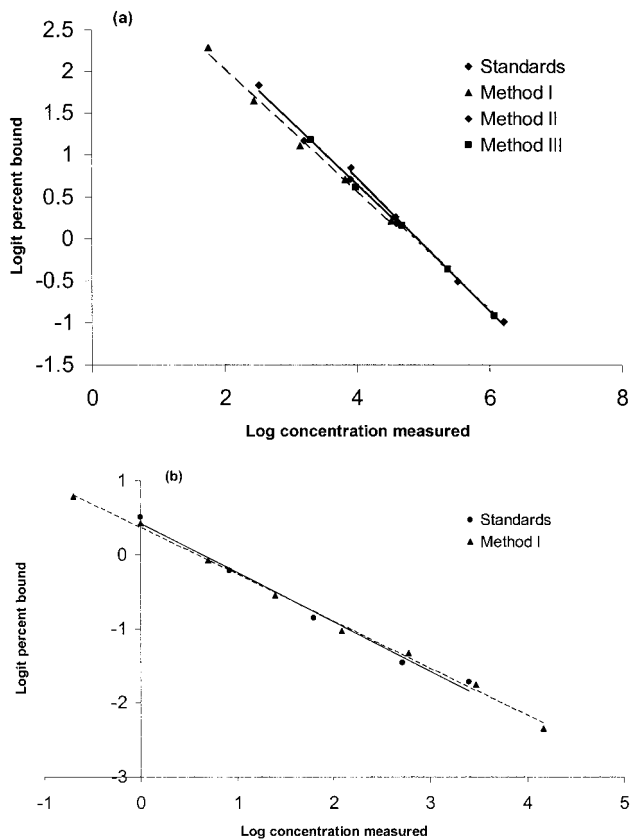 (a)
2.5
2
1.5
1
0.5
0
-0.5
-1
-1.5
Logit percent bound
Standards
Method I
Method II
Method III
0 2 4 6 8
Log concentration measured
(b)
1
0
-1
-2
-3
Logit percent bound
Standards
Method I
-1 0 1 2 3 4 5
Log concentration measured